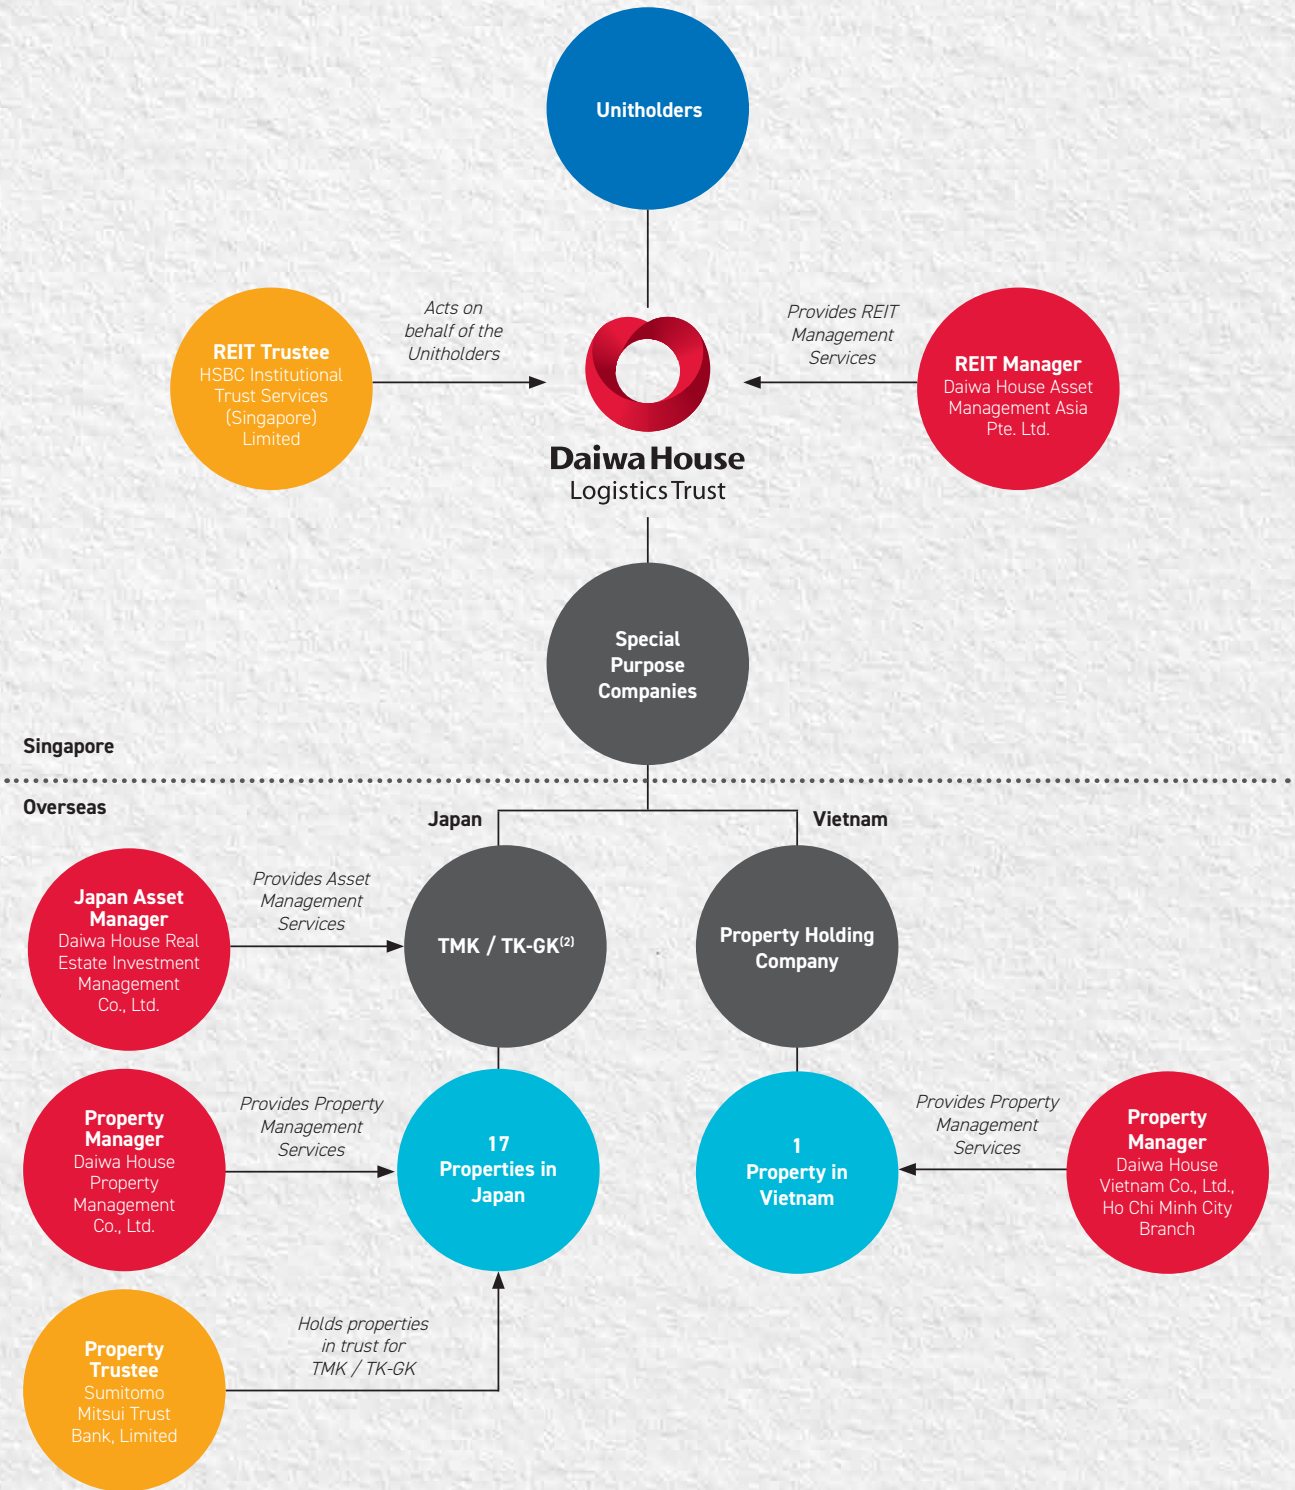 Unitholders
Acts on
behalf of the
Unitholders
Provides REIT
Management
Services
REIT Trustee
HSBC Institutional
Trust Services
(Singapore)
Limited
REIT Manager
Daiwa House Asset
Management Asia
Pte. Ltd.
Daiwa House
Logistics Trust
Special
Purpose
Companies
Singapore
Overseas
Japan
Vietnam
Japan Asset
Manager
Daiwa House Real
Estate Investment
Management
Co., Ltd.
Provides Asset
Management
Services
TMK / TK-GK(2)
Property Holding
Company
Property
Manager
Daiwa House
Property
Management
Co., Ltd.
Provides Property
Management
Services
17
Properties in
Japan
1
Property in
Vietnam
Provides Property
Management
Services
Property
Manager
Daiwa House
Vietnam Co., Ltd.,
Ho Chi Minh City
Branch
Property
Trustee
Sumitomo
Mitsui Trust
Bank, Limited
Holds properties
in trust for
TMK / TK-GK